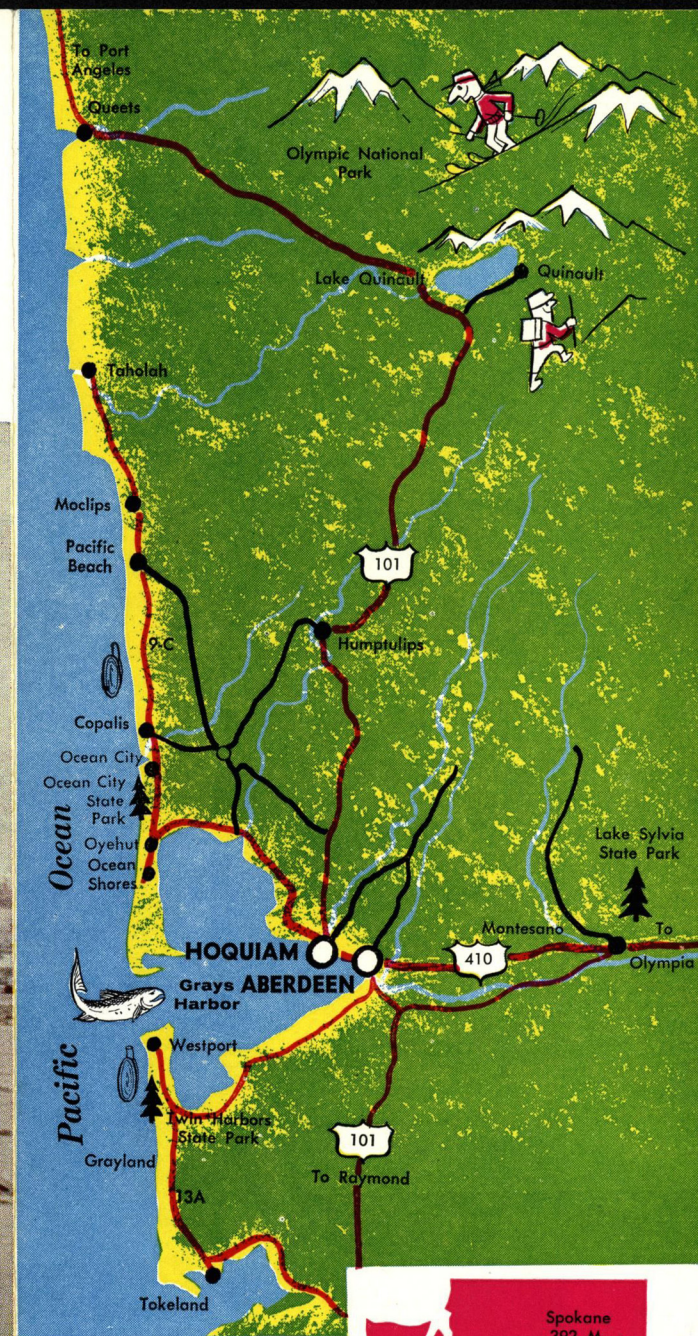 To Port
Angeles
Queets
Olympic National
Park
Lake Quinault
Quinault
Taholah
Moclips
Pacific
Beach
101
9-C
Humptulips
Copalis
Ocean City
Ocean City
State
Park
Oyehut
Ocean
Shores
Ocean
Lake Sylvia
State Park
Montesano
To
Olympia
HOQUIAM
410
Grays
Harbor
ABERDEEN
Westport
Pacific
Twin Harbors
State Park
Grayland
101
To Raymond
13A
Tokeland
Spokane